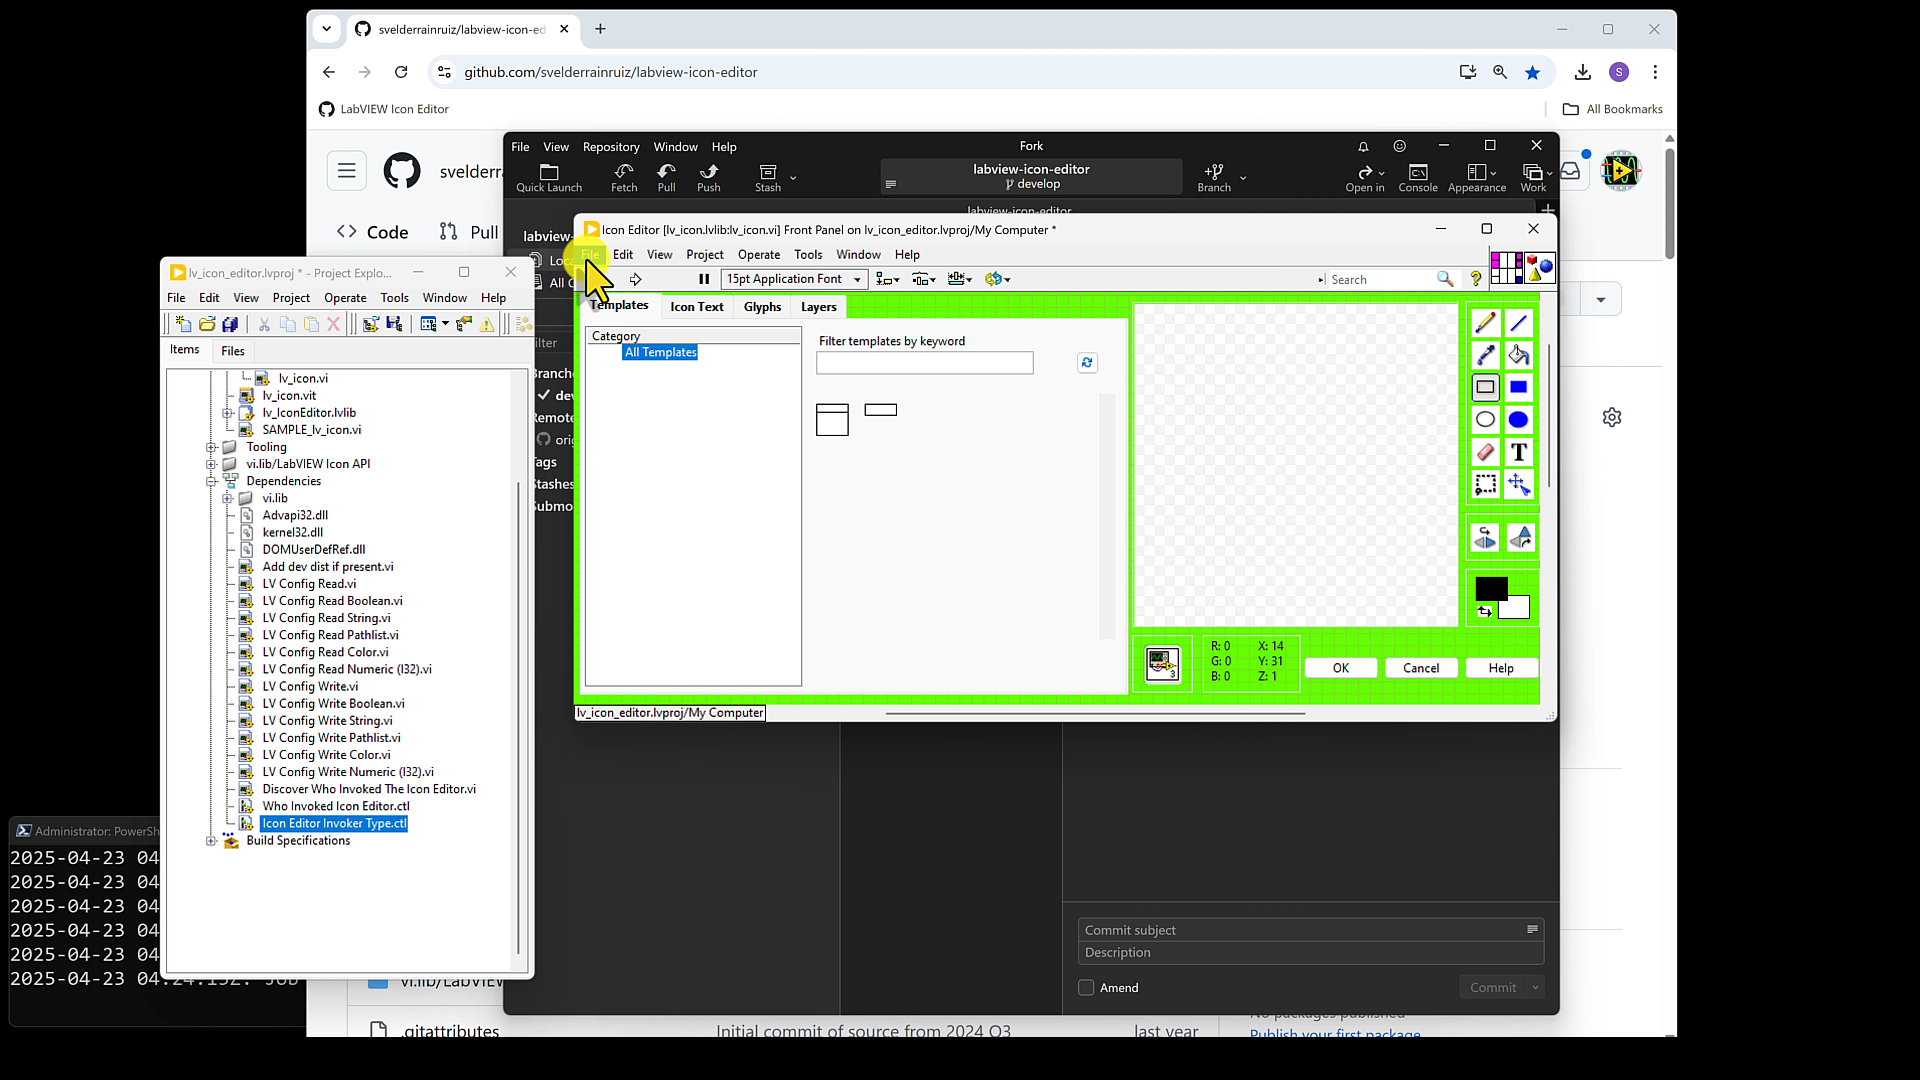 svelderrainruiz/labview-icon-ed
github.com/svelderrainruiz/labview-icon-editor
S
LabVIEW Icon Editor
All Bookmarks
svelderra
Code
Pull
File View Repository Window Help
Fork
Quick Launch
Fetch
Pull
Push
Stash
labview-icon-editor
develop
Branch
Open in
Console
Appearance
Work
labview-icon-editor
labview-
Loc
All C
ilter
Branche
dev
Remote
orig
Tags
Stashes
Submo
Icon Editor [lv_icon.lvlib:lv_icon.vi] Front Panel on lv_icon_editor.lvproj/My Computer *
File Edit View Project Operate Tools Window Help
15pt Application Font
Search
Templates Icon Text Glyphs Layers
Category
All Templates
Filter templates by keyword
T
3
R: 0 X: 14
G: 0 Y: 31
B: 0 Z: 1
OK Cancel Help
lv_icon_editor.lvproj/My Computer
lv_icon_editor.lvproj * - Project Explo...
File Edit View Project Operate Tools Window Help
Items Files
lv_icon.vi
lv_icon.vit
lv_IconEditor.lvlib
SAMPLE_lv_icon.vi
Tooling
vi.lib/LabVIEW Icon API
Dependencies
vi.lib
Advapi32.dll
kernel32.dll
DOMUserDefRef.dll
Add dev dist if present.vi
LV Config Read.vi
LV Config Read Boolean.vi
LV Config Read String.vi
LV Config Read Pathlist.vi
LV Config Read Color.vi
LV Config Read Numeric (I32).vi
LV Config Write.vi
LV Config Write Boolean.vi
LV Config Write String.vi
LV Config Write Pathlist.vi
LV Config Write Color.vi
LV Config Write Numeric (I32).vi
Discover Who Invoked The Icon Editor.vi
Who Invoked Icon Editor.ctl
Icon Editor Invoker Type.ctl
Build Specifications
Administrator: PowerSh
2025-04-23 04
2025-04-23 04
2025-04-23 04
2025-04-23 04
2025-04-23 04
2025-04-23 04:24:15Z: JOB
Commit subject
Description
Amend
Commit
vi.lib/LabVIEW
.gitattributes
Initial commit of source from 2024 Q3
last year
No packages published
Publish your first package